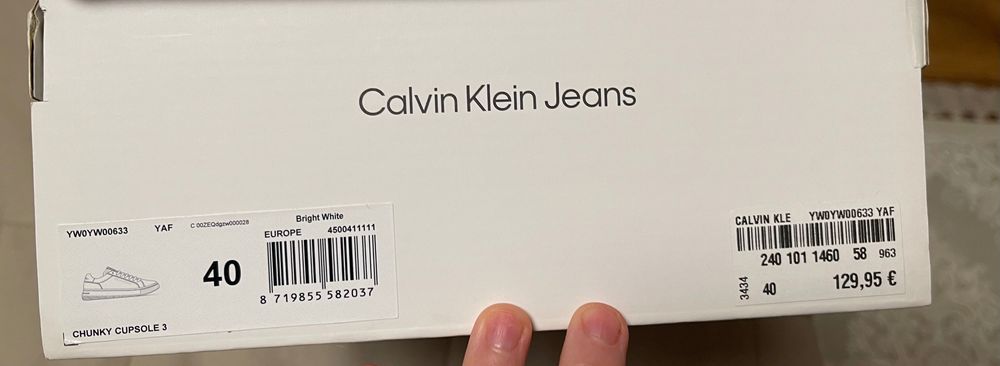 Calvin Klein Jeans
YW0YW00633 YAF C 00ZEQdgzw000028
Bright White
EUROPE 4500411111
40
8 719855 582037
CHUNKY CUPSOLE 3
CALVIN KLE YW0YW00633 YAF
240 101 1460 58 963
3434 40 129,95 €